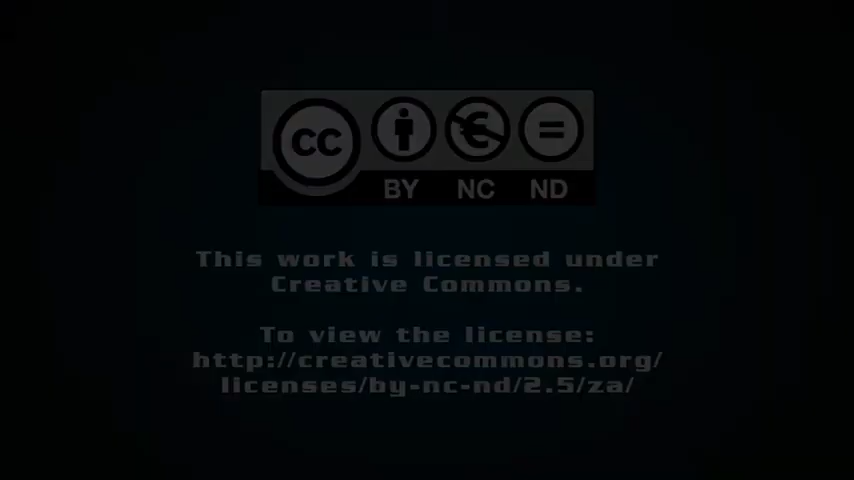 CC
BY NC ND
This work is licensed under
Creative Commons.
To view the license:
http://creativecommons.org/
licenses/by-nc-nd/2.5/za/